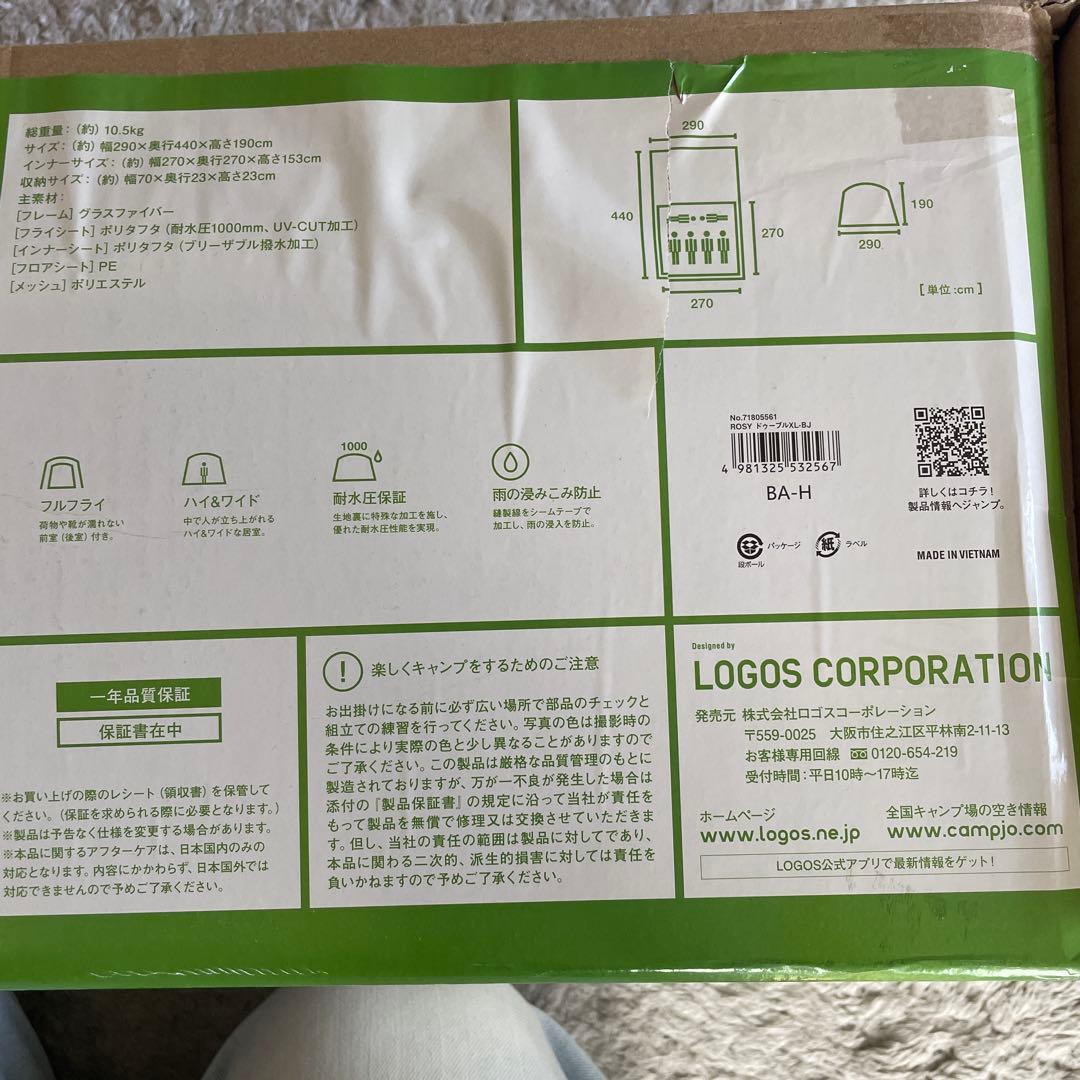 総重量：（約）10.5kg
サイズ：（約）幅290×奥行440×高さ190cm
インナーサイズ：（約）幅270×奥行270×高さ153cm
収納サイズ：（約）幅70×奥行23×高さ23cm
主素材：
[フレーム] グラスファイバー
[フライシート] ポリタフタ（耐水圧1000mm、UV-CUT加工）
[インナーシート] ポリタフタ（ブリーザブル撥水加工）
[フロアシート] PE
[メッシュ] ポリエステル
290
440
270
270
190
290
[単位：cm]
フルフライ
荷物や靴が濡れない
前室（後室）付き。
ハイ&ワイド
中で人が立ち上がれる
ハイ&ワイドな居室。
1000
耐水圧保証
生地裏に特殊な加工を施し、
優れた耐水圧性能を実現。
雨の浸みこみ防止
縫製線をシームテープで
加工し、雨の浸入を防止。
No.71805561
ROSY ドゥーブルXL-BJ
4 981325 532567
BA-H
詳しくはコチラ！
製品情報へジャンプ。
段ボール
パッケージ
紙
ラベル
MADE IN VIETNAM
一年品質保証
保証書在中
※お買い上げの際のレシート（領収書）を保管して
ください。（保証を求められる際に必要となります。）
※製品は予告なく仕様を変更する場合があります。
※本品に関するアフターケアは、日本国内のみの
対応となります。内容にかかわらず、日本国外では
対応できませんので予めご了承ください。
! 楽しくキャンプをするためのご注意
お出掛けになる前に必ず広い場所で部品のチェックと
組立ての練習を行ってください。写真の色は撮影時の
条件により実際の色と少し異なることがありますので
ご了承ください。この製品は厳格な品質管理のもとに
製造されておりますが、万が一不良が発生した場合は
添付の『製品保証書』の規定に沿って当社が責任を
もって製品を無償で修理又は交換させていただきま
す。但し、当社の責任の範囲は製品に対してであり、
本品に関わる二次的、派生的損害に対しては責任を
負いかねますので予めご了承ください。
Designed by
LOGOS CORPORATION
発売元 株式会社ロゴスコーポレーション
〒559-0025 大阪市住之江区平林南2-11-13
お客様専用回線 0120-654-219
受付時間：平日10時〜17時迄
ホームページ
www.logos.ne.jp
全国キャンプ場の空き情報
www.campjo.com
LOGOS公式アプリで最新情報をゲット！